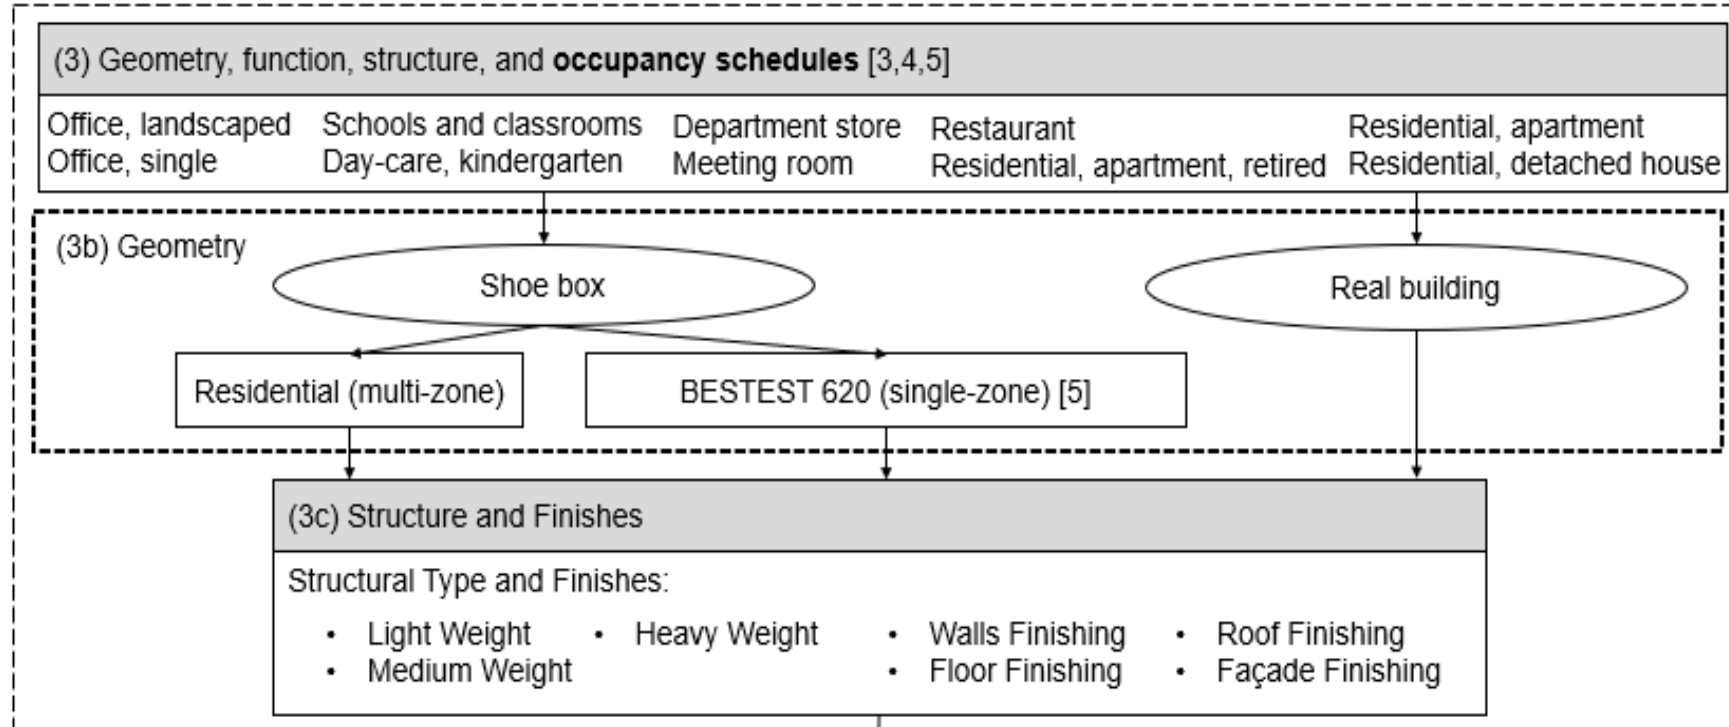 (3) Geometry, function, structure, and occupancy schedules [3,4,5]
Office, landscaped
Office, single
Schools and classrooms
Day-care, kindergarten
Department store
Meeting room
Restaurant
Residential, apartment, retired
Residential, apartment
Residential, detached house
(3b) Geometry
Shoe box
Real building
Residential (multi-zone)
BESTEST 620 (single-zone) [5]
(3c) Structure and Finishes
Structural Type and Finishes:
• Light Weight
• Medium Weight
• Heavy Weight
• Walls Finishing
• Floor Finishing
• Roof Finishing
• Façade Finishing